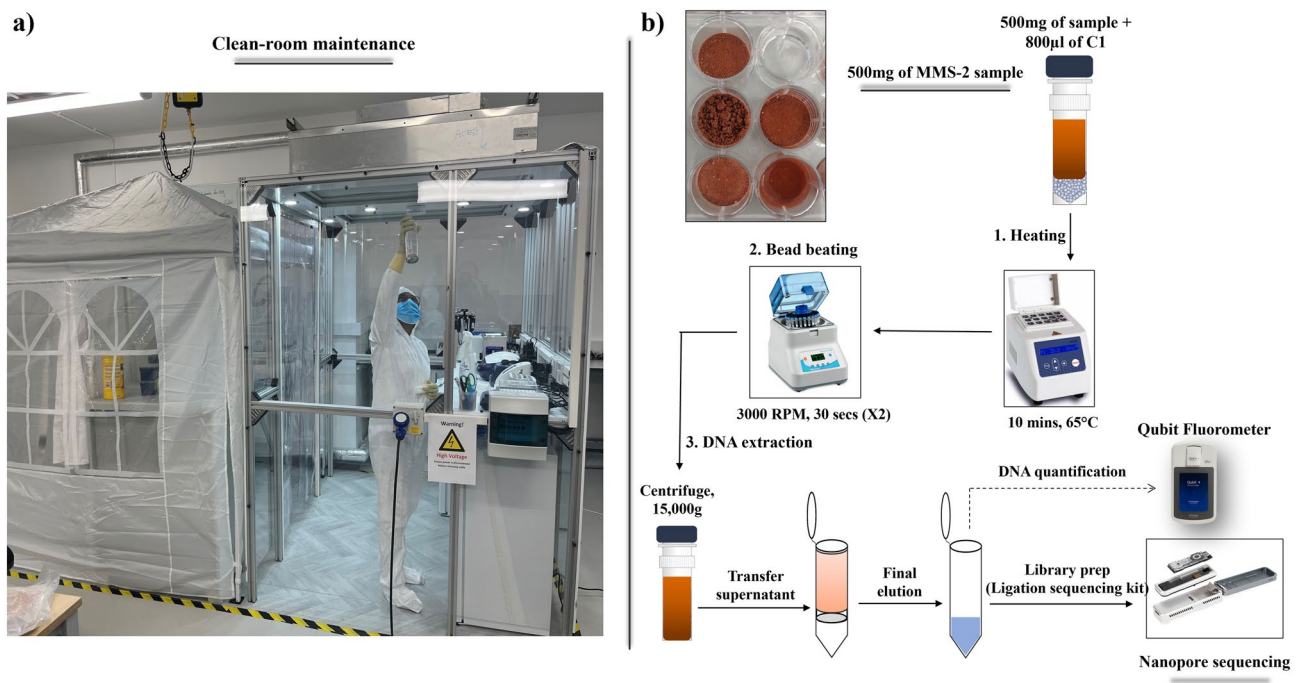 a)
Clean-room maintenance
Warning!
High Voltage
b)
500mg of MMS-2 sample
500mg of sample +
800µl of C1
1. Heating
10 mins, 65°C
2. Bead beating
3000 RPM, 30 secs (X2)
3. DNA extraction
Centrifuge,
15,000g
Transfer
supernatant
Final
elution
DNA quantification
Qubit Fluorometer
Library prep
(Ligation sequencing kit)
Nanopore sequencing